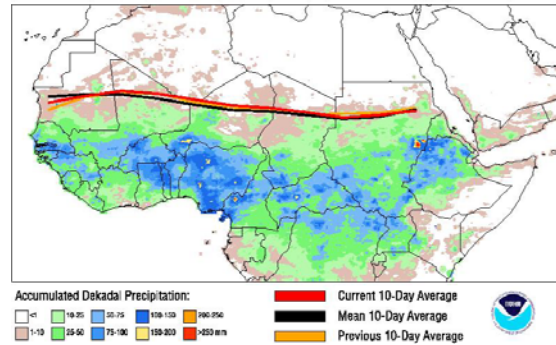 Accumulated Dekadal Precipitation:
<1
10-25
50-75
100-150
200-250
1-10
25-50
75-100
150-200
>250 mm
Current 10-Day Average
Mean 10-Day Average
Previous 10-Day Average
NOAA